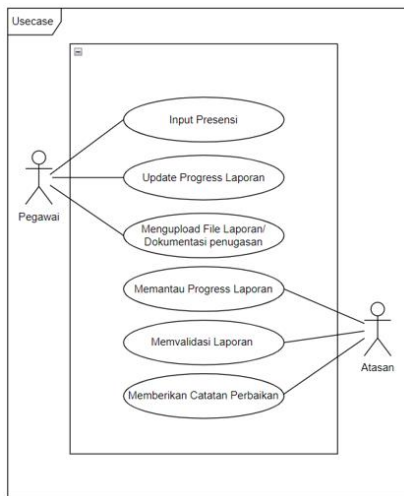 Usecase
Input Presensi
Update Progress Laporan
Pegawai
Mengupload File Laporan/
Dokumentasi penugasan
Memantau Progress Laporan
Memvalidasi Laporan
Atasan
Memberikan Catatan Perbaikan